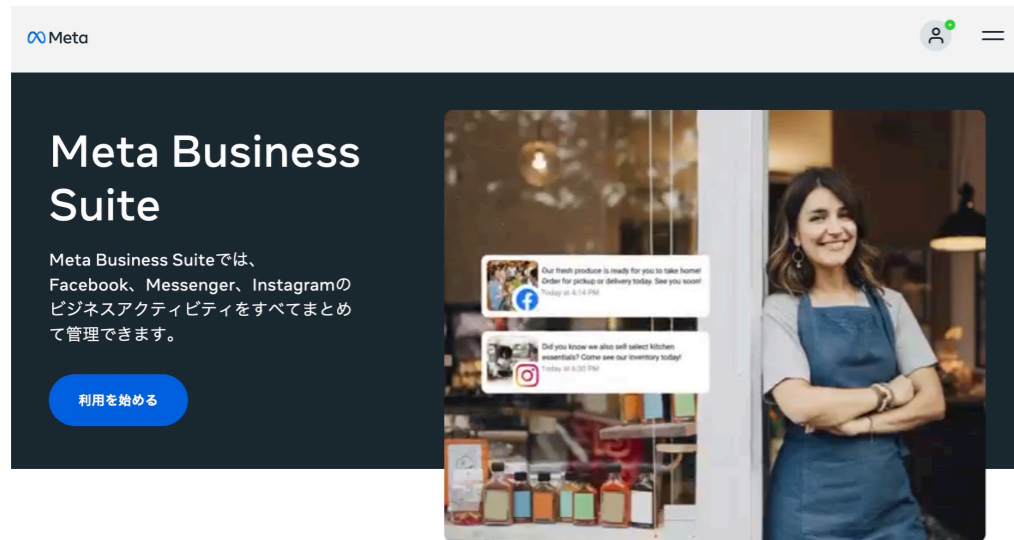 Meta
Meta Business
Suite
Meta Business Suiteでは、
Facebook、Messenger、Instagramの
ビジネスアクティビティをすべてまとめ
て管理できます。
利用を始める
Our fresh produce is ready for you to take home!
Order for pickup or delivery today. See you soon!
Today at 4:14 PM
Did you know we also sell select kitchen
essentials? Come see our inventory today!
Today at 6:30 PM